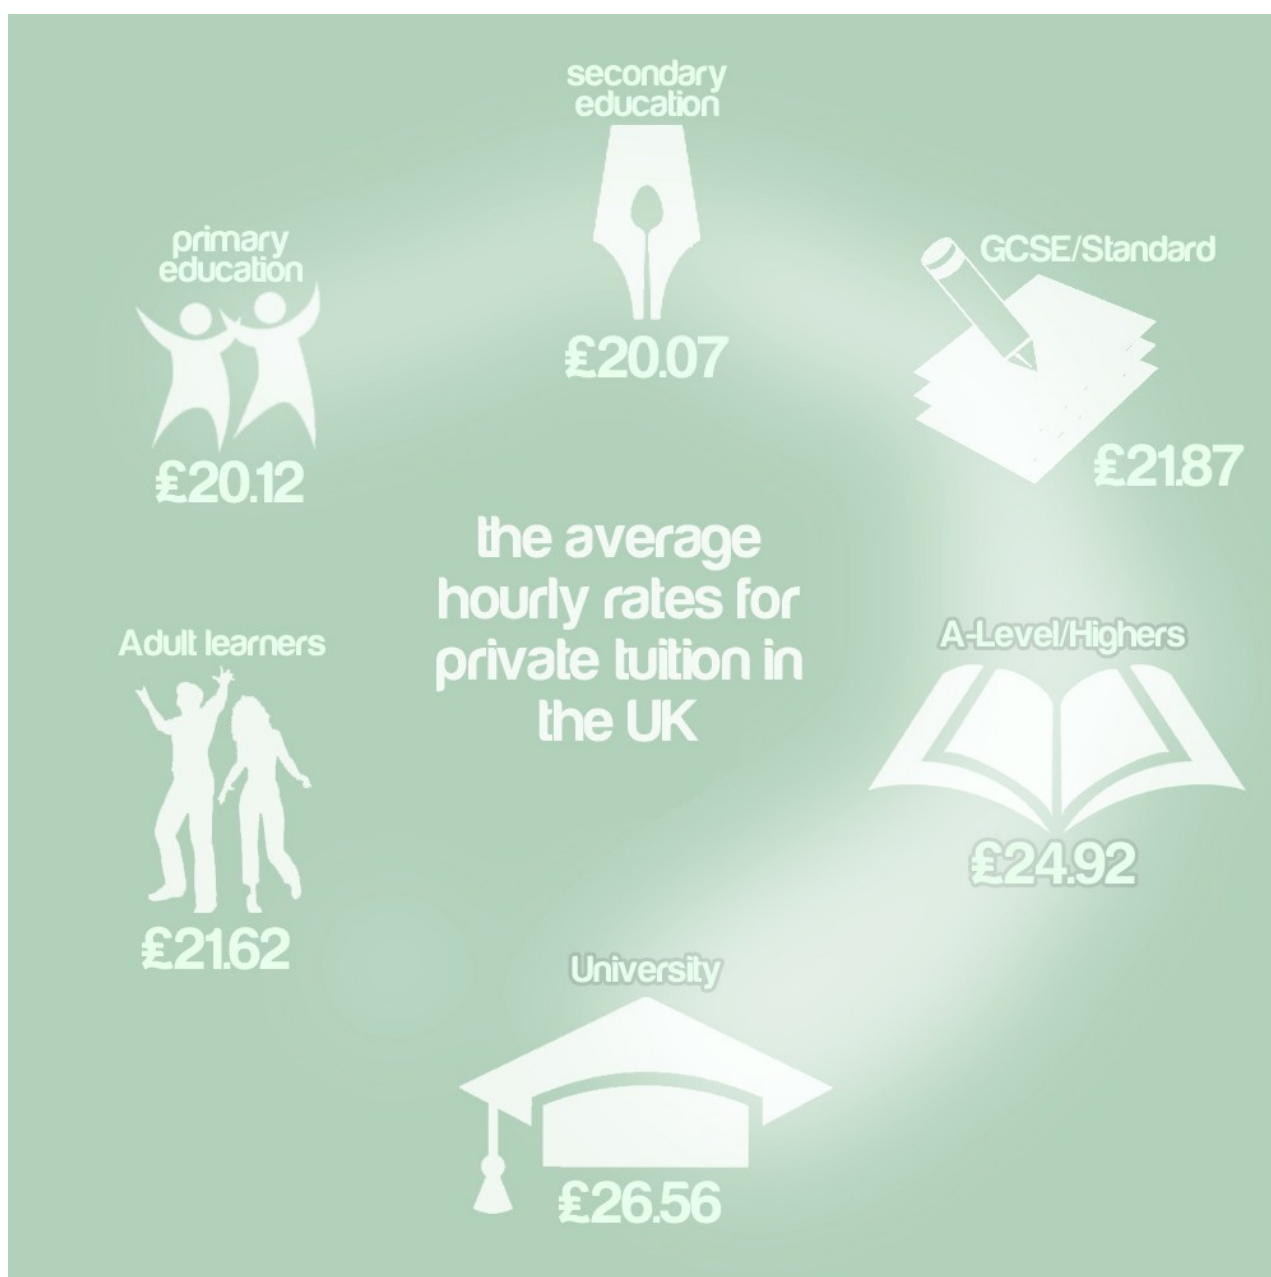 secondary
education
£20.07
primary
education
£20.12
GCSE/Standard
£21.87
the average
hourly rates for
private tuition in
the UK
Adult learners
£21.62
A-Level/Highers
£24.92
University
£26.56